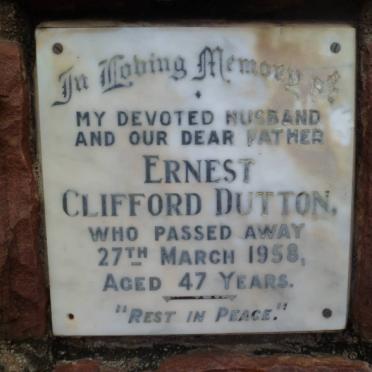 In Loving Memory of
MY DEVOTED HUSBAND
AND OUR DEAR FATHER
ERNEST
CLIFFORD DUTTON,
WHO PASSED AWAY
27TH MARCH 1958,
AGED 47 YEARS.
"REST IN PEACE."